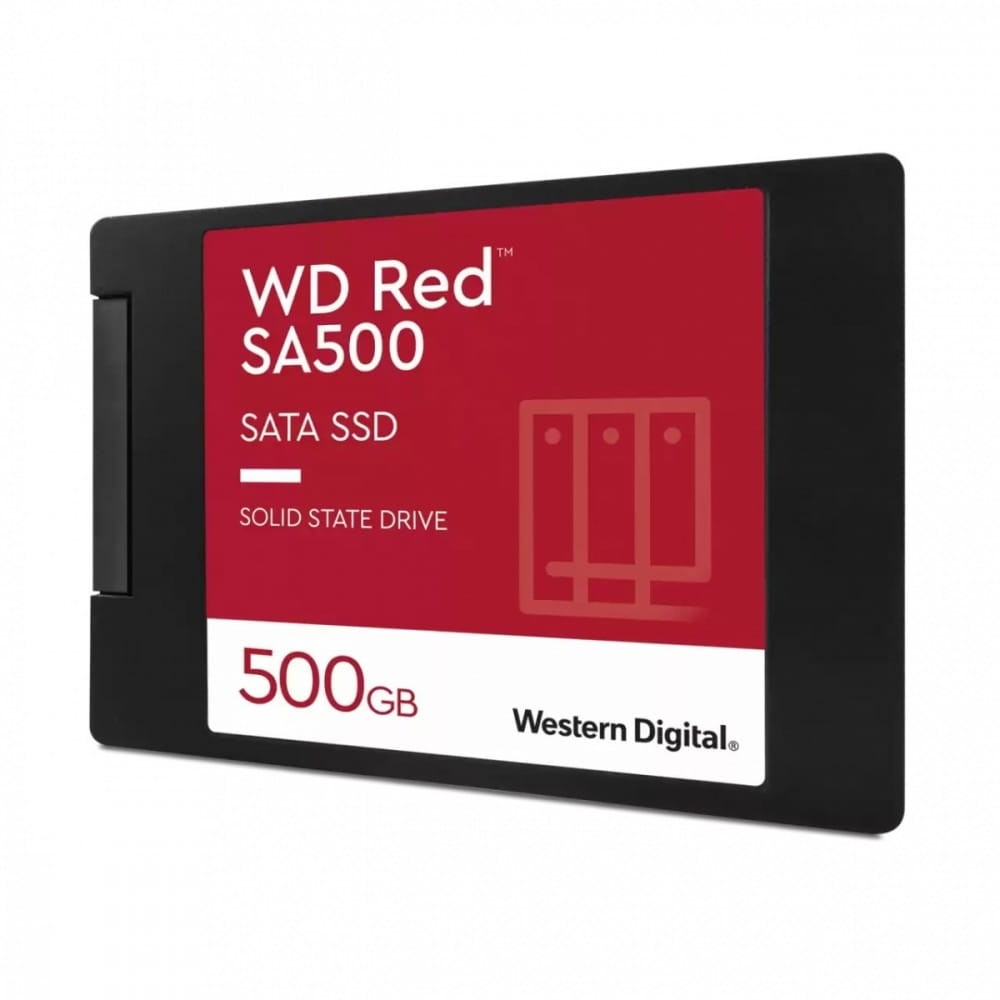 WD Red™
SA500
SATA SSD
SOLID STATE DRIVE
500GB
Western Digital®